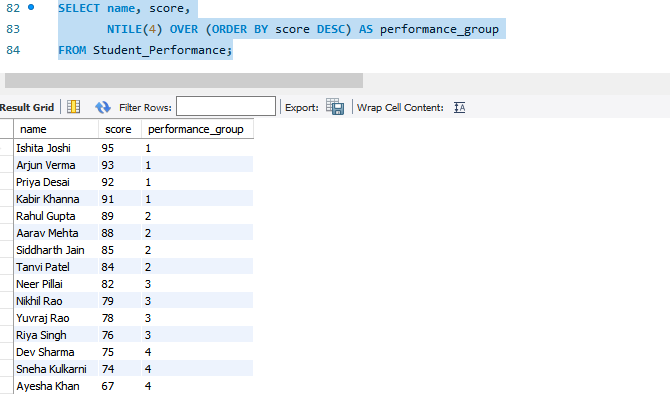 82 SELECT name, score,
83 NTILE(4) OVER (ORDER BY score DESC) AS performance_group
84 FROM Student_Performance;
Result Grid Filter Rows: Export: Wrap Cell Content: IA
name score performance_group
Ishita Joshi 95 1
Arjun Verma 93 1
Priya Desai 92 1
Kabir Khanna 91 1
Rahul Gupta 89 2
Aarav Mehta 88 2
Siddharth Jain 85 2
Tanvi Patel 84 2
Neer Pillai 82 3
Nikhil Rao 79 3
Yuvraj Rao 78 3
Riya Singh 76 3
Dev Sharma 75 4
Sneha Kulkarni 74 4
Ayesha Khan 67 4